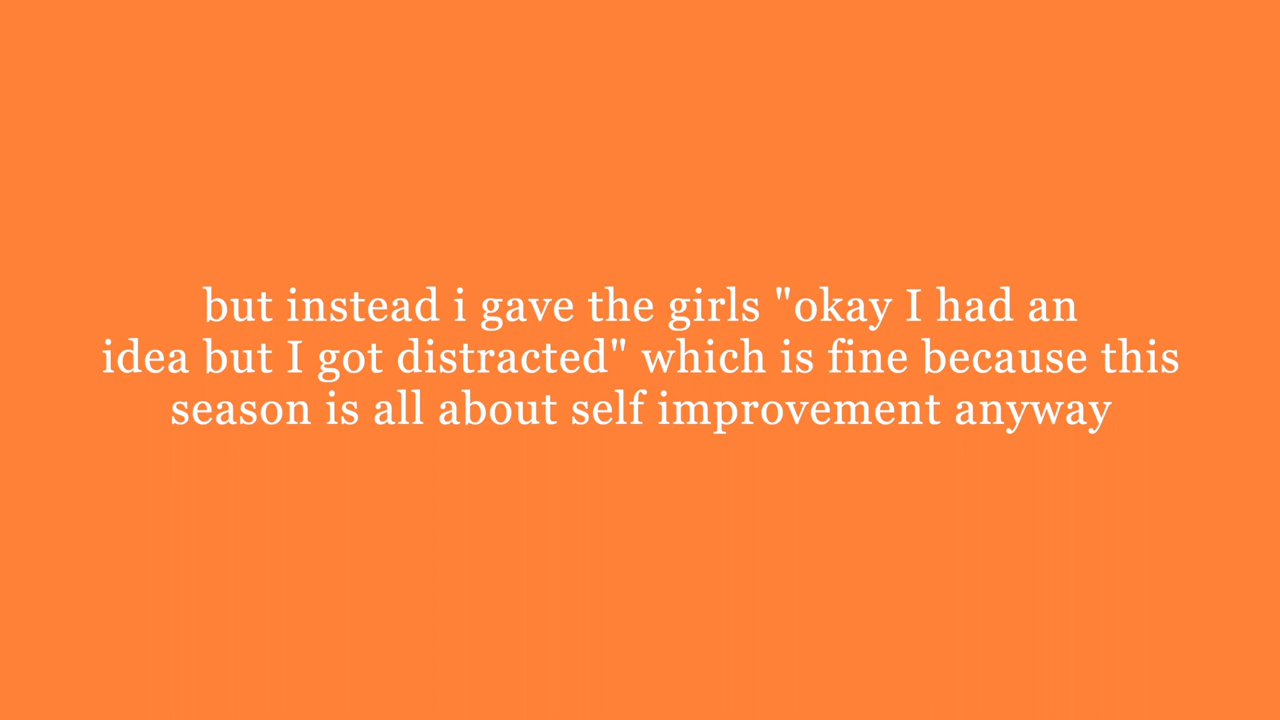 but instead i gave the girls "okay I had an
idea but I got distracted" which is fine because this
season is all about self improvement anyway